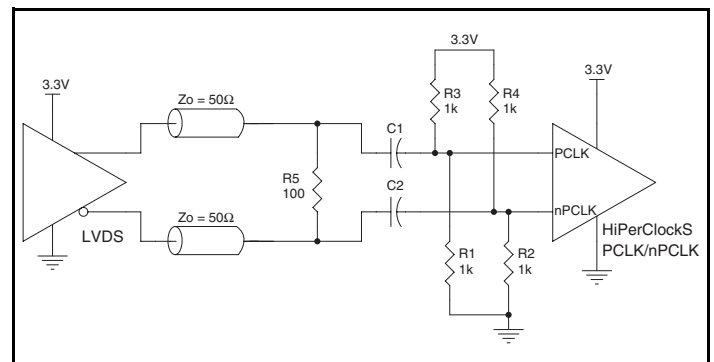 3.3V
3.3V
3.3V
Zo = 50Ω
R3
1k
R4
1k
C1
PCLK
R5
100
C2
nPCLK
Zo = 50Ω
LVDS
HiPerClockS
PCLK/nPCLK
R1
1k
R2
1k